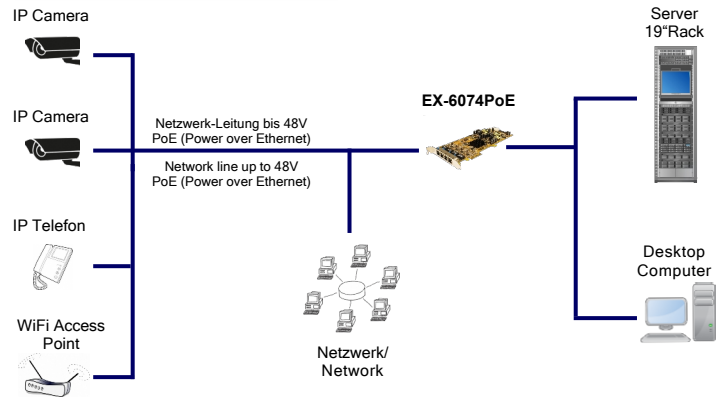 IP Camera
IP Camera
IP Telefon
WiFi Access
Point
Netzwerk-Leitung bis 48V
PoE (Power over Ethernet)
Network line up to 48V
PoE (Power over Ethernet)
Netzwerk/
Network
EX-6074PoE
Server
19“Rack
Desktop
Computer